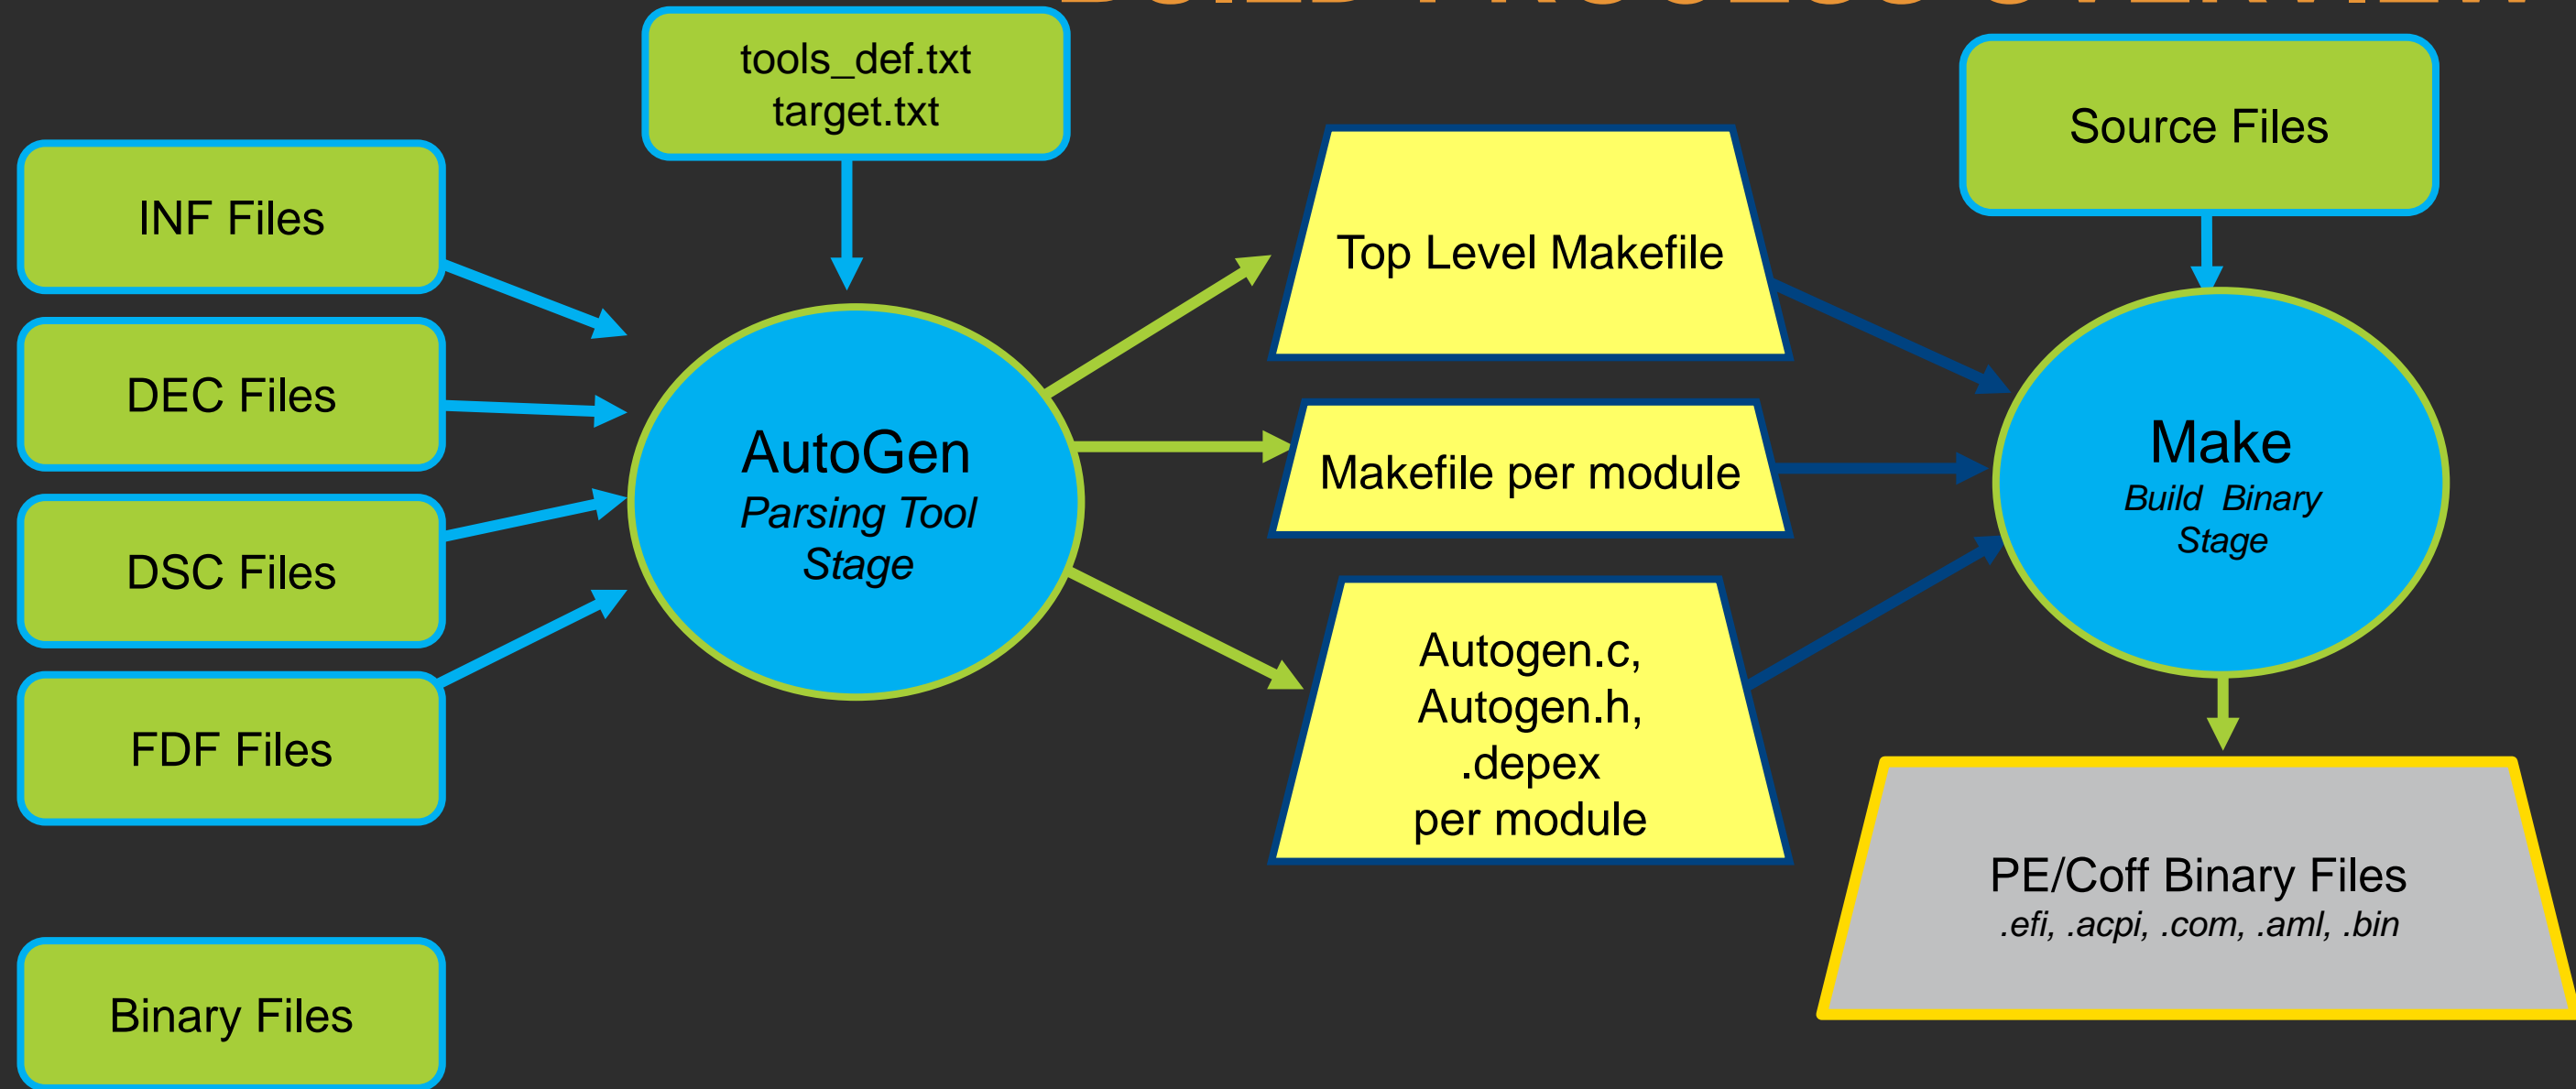 tools_def.txt
target.txt
Source Files
INF Files
Top Level Makefile
DEC Files
AutoGen
Parsing Tool
Stage
Makefile per module
Make
Build  Binary
Stage
DSC Files
Autogen.c,
Autogen.h,
.depex
per module
FDF Files
PE/Coff Binary Files
.efi, .acpi, .com, .aml, .bin
Binary Files